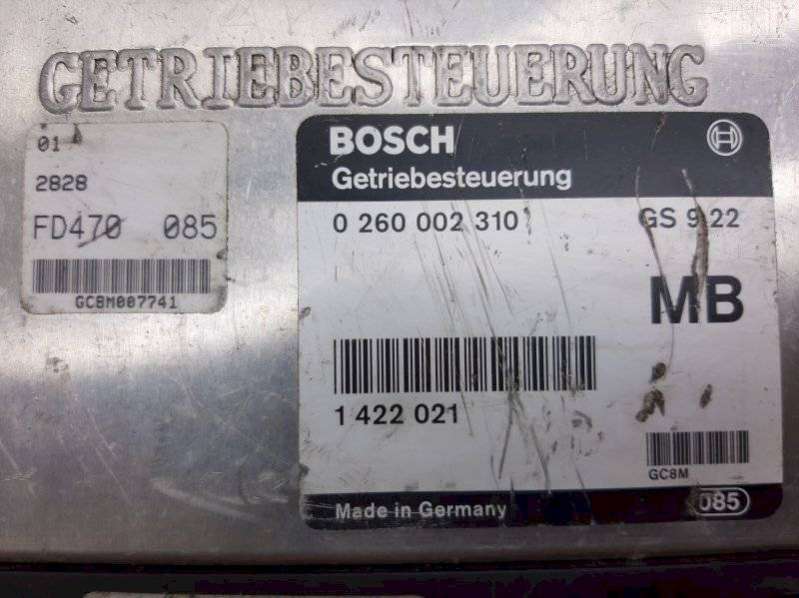 GETRIEBESTEUERUNG
01
2828
FD470 085
GC8M007741
BOSCH
Getriebesteuerung
0 260 002 310 GS 9.22
MB
1 422 021
GC8M
Made in Germany 085